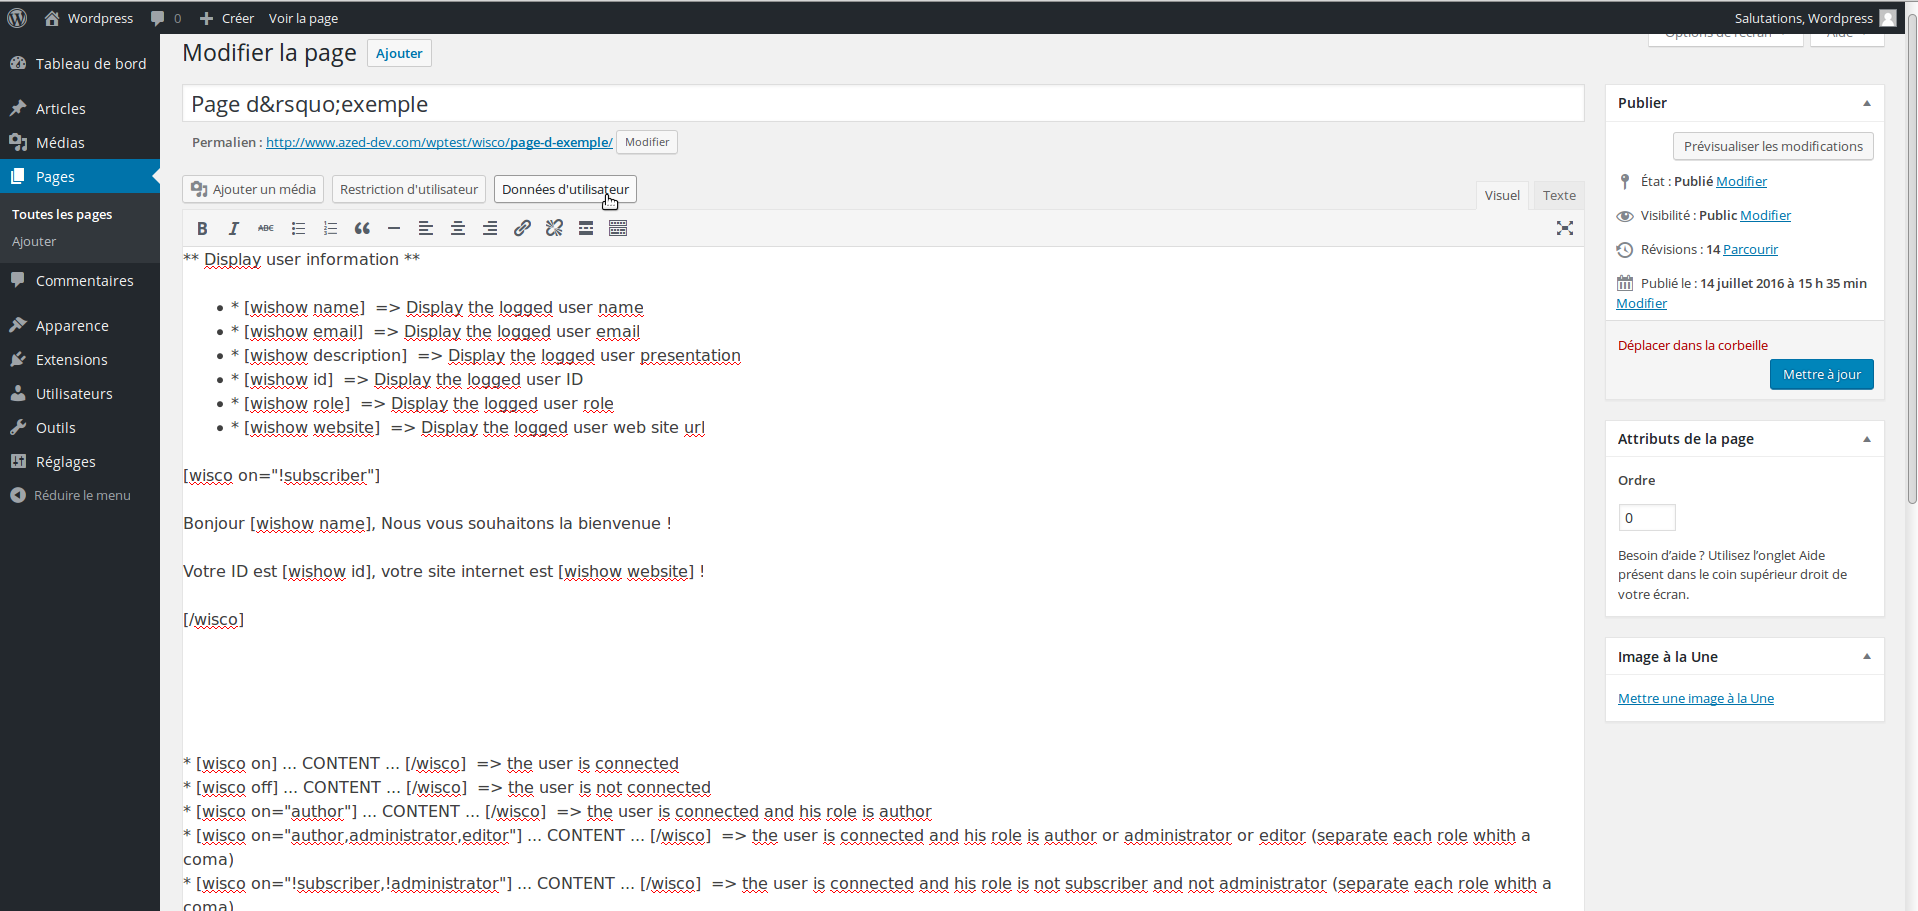 Wordpress 0 Créer Voir la page Salutations, Wordpress
Tableau de bord
Articles
Médias
Pages
Toutes les pages
Ajouter
Commentaires
Apparence
Extensions
Utilisateurs
Outils
Réglages
Réduire le menu
Options de l'écran Aide
Modifier la page Ajouter
Page d&rsquo;exemple
Permalien : http://www.azed-dev.com/wptest/wisco/page-d-exemple/ Modifier
Ajouter un média Restriction d'utilisateur Données d'utilisateur Visuel Texte
B I ABC
** Display user information **
* [wishow name] => Display the logged user name
* [wishow email] => Display the logged user email
* [wishow description] => Display the logged user presentation
* [wishow id] => Display the logged user ID
* [wishow role] => Display the logged user role
* [wishow website] => Display the logged user web site url
[wisco on="!subscriber"]
Bonjour [wishow name], Nous vous souhaitons la bienvenue !
Votre ID est [wishow id], votre site internet est [wishow website] !
[/wisco]
* [wisco on] ... CONTENT ... [/wisco] => the user is connected
* [wisco off] ... CONTENT ... [/wisco] => the user is not connected
* [wisco on="author"] ... CONTENT ... [/wisco] => the user is connected and his role is author
* [wisco on="author,administrator,editor"] ... CONTENT ... [/wisco] => the user is connected and his role is author or administrator or editor (separate each role whith a
coma)
* [wisco on="!subscriber,!administrator"] ... CONTENT ... [/wisco] => the user is connected and his role is not subscriber and not administrator (separate each role whith a
coma)
Publier
Prévisualiser les modifications
État : Publié Modifier
Visibilité : Public Modifier
Révisions : 14 Parcourir
Publié le : 14 juillet 2016 à 15 h 35 min
Modifier
Déplacer dans la corbeille
Mettre à jour
Attributs de la page
Ordre
0
Besoin d’aide ? Utilisez l’onglet Aide
présent dans le coin supérieur droit de
votre écran.
Image à la Une
Mettre une image à la Une